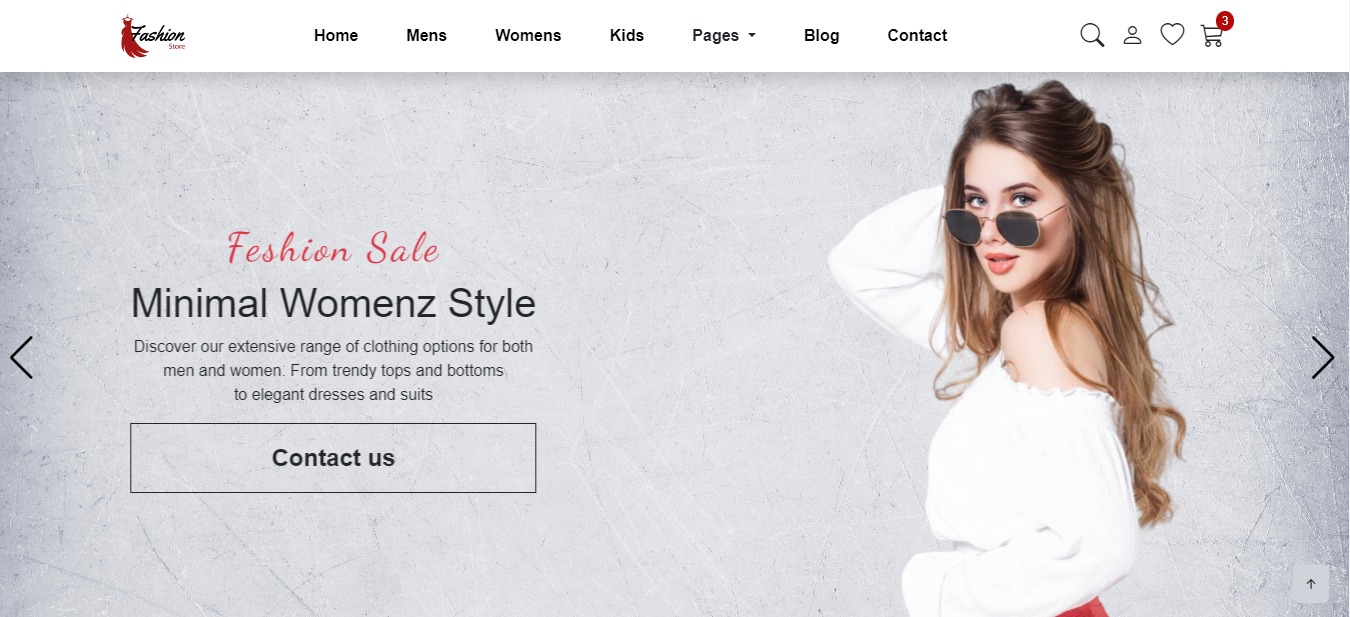 Fashion
Store
Home Mens Womens Kids Pages Blog Contact
3
Feshion Sale
Minimal Womenz Style
Discover our extensive range of clothing options for both
men and women. From trendy tops and bottoms
to elegant dresses and suits
Contact us